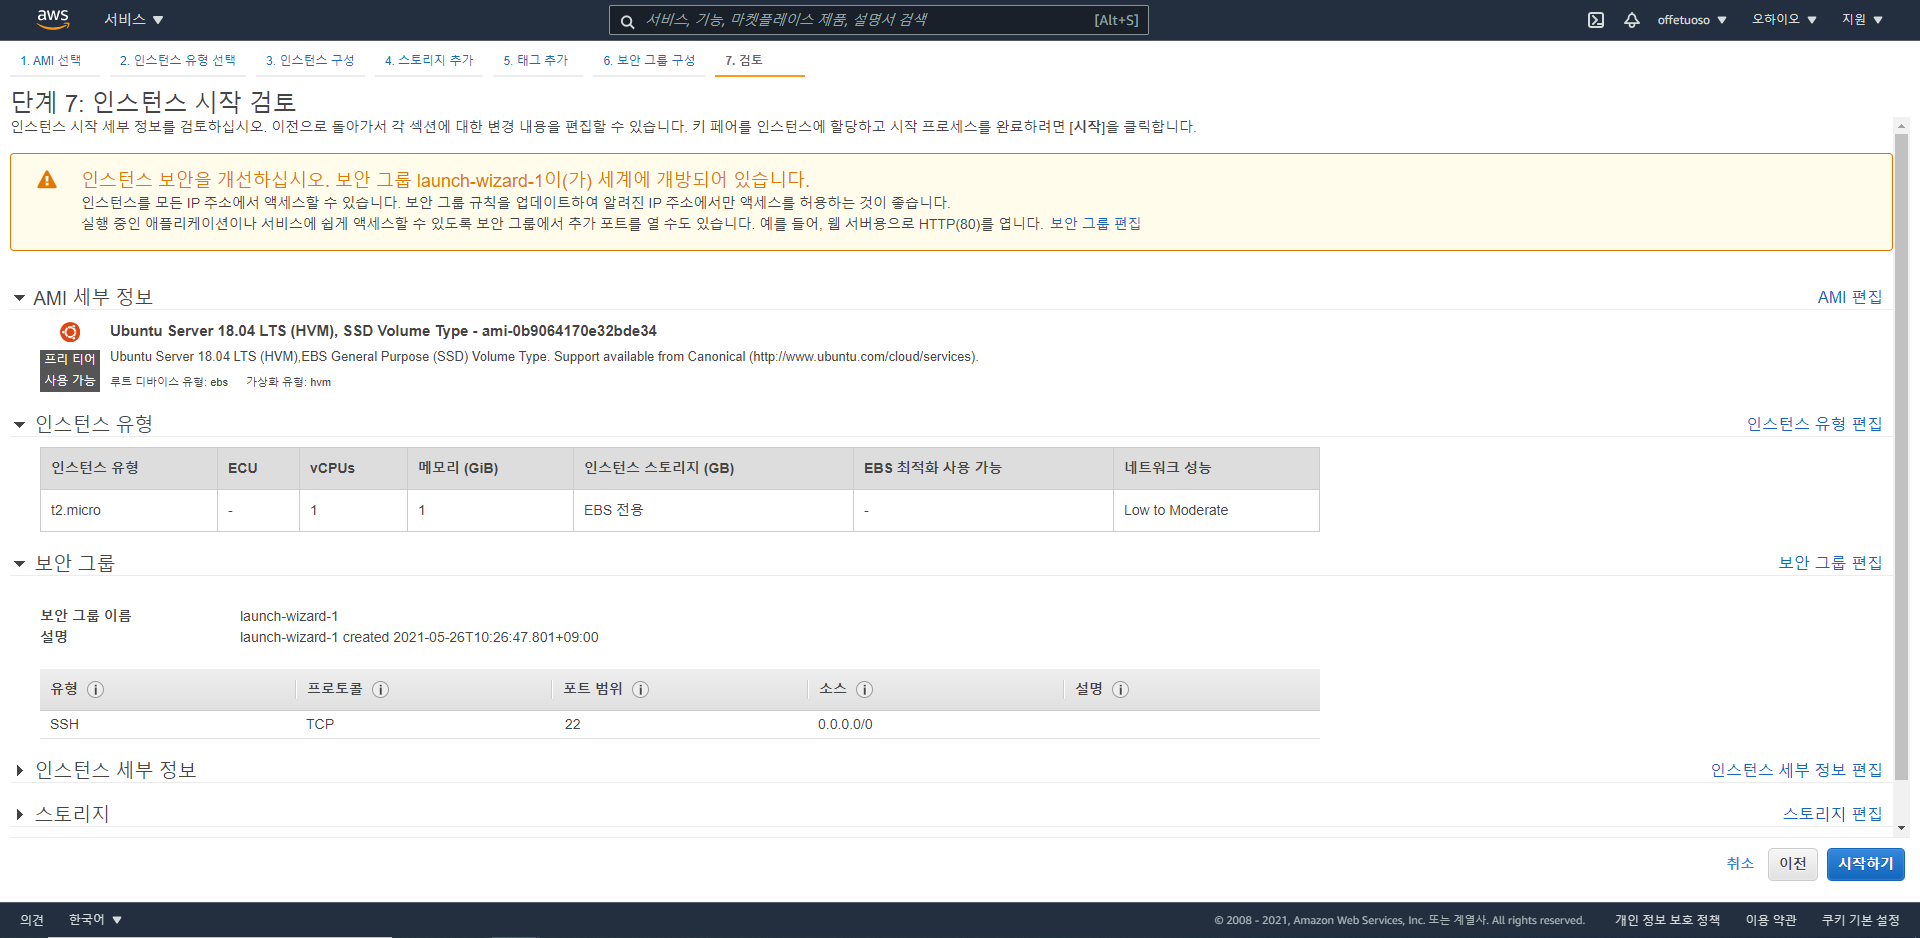 aws 서비스 서비스, 기능, 마켓플레이스 제품, 설명서 검색 [Alt+S] offetuoso 오하이오 지원
1. AMI 선택 2. 인스턴스 유형 선택 3. 인스턴스 구성 4. 스토리지 추가 5. 태그 추가 6. 보안 그룹 구성 7. 검토
단계 7: 인스턴스 시작 검토
인스턴스 시작 세부 정보를 검토하십시오. 이전으로 돌아가서 각 섹션에 대한 변경 내용을 편집할 수 있습니다. 키 페어를 인스턴스에 할당하고 시작 프로세스를 완료하려면 [시작]을 클릭합니다.
인스턴스 보안을 개선하십시오. 보안 그룹 launch-wizard-1이(가) 세계에 개방되어 있습니다.
인스턴스를 모든 IP 주소에서 액세스할 수 있습니다. 보안 그룹 규칙을 업데이트하여 알려진 IP 주소에서만 액세스를 허용하는 것이 좋습니다.
실행 중인 애플리케이션이나 서비스에 쉽게 액세스할 수 있도록 보안 그룹에서 추가 포트를 열 수도 있습니다. 예를 들어, 웹 서버용으로 HTTP(80)를 엽니다. 보안 그룹 편집
AMI 세부 정보 AMI 편집
Ubuntu Server 18.04 LTS (HVM), SSD Volume Type - ami-0b9064170e32bde34
프리 티어
사용 가능
Ubuntu Server 18.04 LTS (HVM),EBS General Purpose (SSD) Volume Type. Support available from Canonical (http://www.ubuntu.com/cloud/services).
루트 디바이스 유형: ebs 가상화 유형: hvm
인스턴스 유형 인스턴스 유형 편집
인스턴스 유형 ECU vCPUs 메모리 (GiB) 인스턴스 스토리지 (GB) EBS 최적화 사용 가능 네트워크 성능
t2.micro - 1 1 EBS 전용 - Low to Moderate
보안 그룹 보안 그룹 편집
보안 그룹 이름 launch-wizard-1
설명 launch-wizard-1 created 2021-05-26T10:26:47.801+09:00
유형 프로토콜 포트 범위 소스 설명
SSH TCP 22 0.0.0.0/0
인스턴스 세부 정보 인스턴스 세부 정보 편집
스토리지 스토리지 편집
취소 이전 시작하기
의견 한국어 © 2008 - 2021, Amazon Web Services, Inc. 또는 계열사. All rights reserved. 개인 정보 보호 정책 이용 약관 쿠키 기본 설정